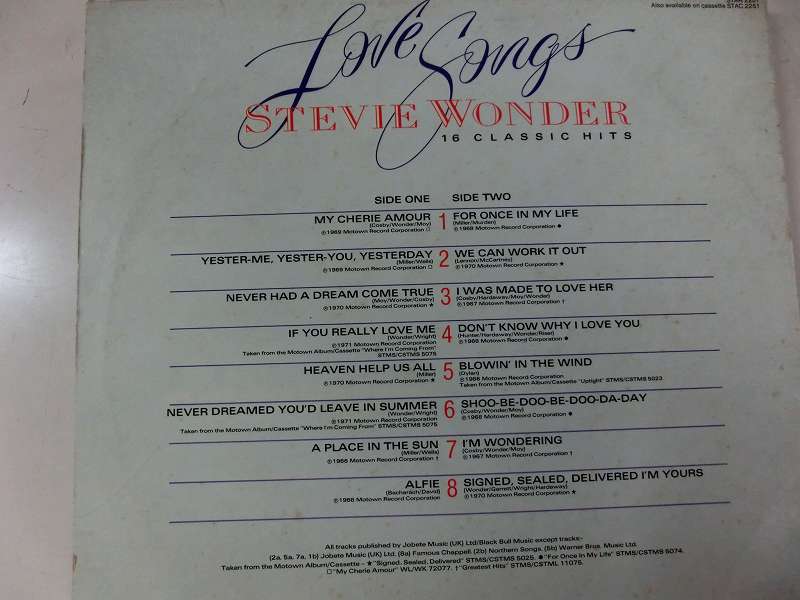 Also available on cassette STAC 2251
Love Songs
STEVIE WONDER
16 CLASSIC HITS
SIDE ONE
MY CHERIE AMOUR
(Cosby/Wonder/Moy)
℗1969 Motown Record Corporation □
YESTER-ME, YESTER-YOU, YESTERDAY
(Miller/Wells)
℗1969 Motown Record Corporation □
NEVER HAD A DREAM COME TRUE
(Moy/Wonder/Cosby)
℗1970 Motown Record Corporation ★
IF YOU REALLY LOVE ME
(Wonder/Wright)
℗1971 Motown Record Corporation
Taken from the Motown Album/Cassette "Where I'm Coming From"
STMS/CSTMS 5075
HEAVEN HELP US ALL
(Miller)
℗1970 Motown Record Corporation ★
NEVER DREAMED YOU'D LEAVE IN SUMMER
(Wonder/Wright)
℗1971 Motown Record Corporation
Taken from the Motown Album/Cassette "Where I'm Coming From" STMS/CSTMS 5075
A PLACE IN THE SUN
(Miller/Wells)
℗1966 Motown Record Corporation †
ALFIE
(Bacharach/David)
℗1968 Motown Record Corporation
1
2
3
4
5
6
7
8
SIDE TWO
FOR ONCE IN MY LIFE
(Miller/Murden)
℗1968 Motown Record Corporation ●
WE CAN WORK IT OUT
(Lennon/McCartney)
℗1970 Motown Record Corporation ★
I WAS MADE TO LOVE HER
(Cosby/Hardaway/Moy/Wonder)
℗1967 Motown Record Corporation †
DON'T KNOW WHY I LOVE YOU
(Hunter/Hardaway/Wonder/Riser)
℗1968 Motown Record Corporation ●
BLOWIN' IN THE WIND
(Dylan)
℗1966 Motown Record Corporation
Taken from the Motown Album/Cassette "Uptight" STMS/CSTMS 5023
SHOO-BE-DOO-BE-DOO-DA-DAY
(Cosby/Wonder/Moy)
℗1968 Motown Record Corporation ●
I'M WONDERING
(Cosby/Wonder/Moy)
℗1967 Motown Record Corporation †
SIGNED, SEALED, DELIVERED I'M YOURS
(Wonder/Garrett/Wright/Hardaway)
℗1970 Motown Record Corporation ★
All tracks published by Jobete Music (UK) Ltd/Black Bull Music except tracks:-
(2a, 5a, 7a, 1b) Jobete Music (UK) Ltd. (8a) Famous Chappell. (2b) Northern Songs. (5b) Warner Bros. Music Ltd.
Taken from the Motown Album/Cassette – ★"Signed, Sealed, Delivered" STMS/CSTMS 5025. ●"For Once In My Life" STMS/CSTMS 5074.
□"My Cherie Amour" WL/WK 72077. †"Greatest Hits" STMS/CSTML 11075.